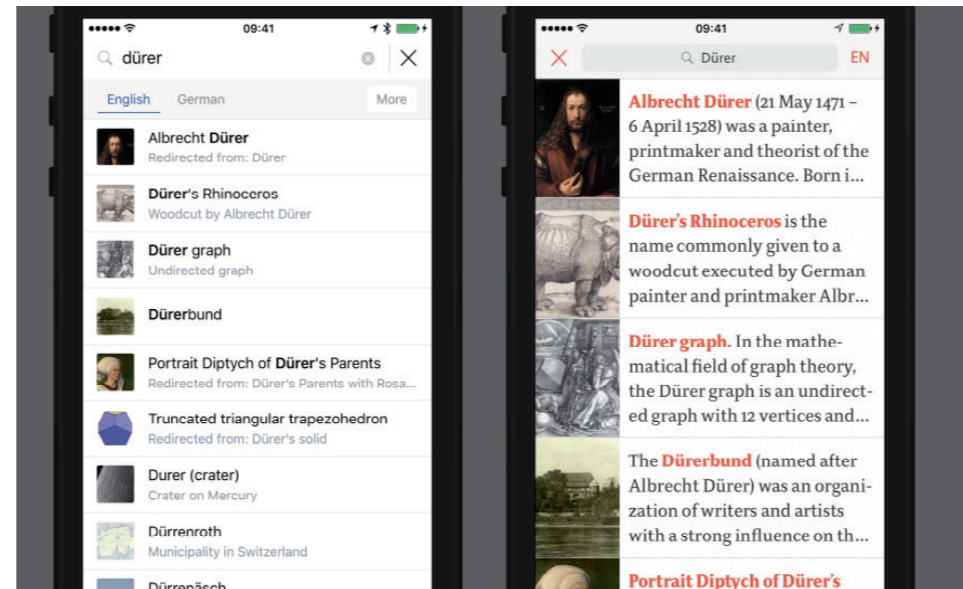 09:41
dürer
English German More
Albrecht Dürer
Redirected from: Dürer
Dürer's Rhinoceros
Woodcut by Albrecht Dürer
Dürer graph
Undirected graph
Dürerbund
Portrait Diptych of Dürer's Parents
Redirected from: Dürer's Parents with Rosa...
Truncated triangular trapezohedron
Redirected from: Dürer's solid
Durer (crater)
Crater on Mercury
Dürrenroth
Municipality in Switzerland
Dürrenäsch
09:41
Dürer EN
Albrecht Dürer (21 May 1471 –
6 April 1528) was a painter,
printmaker and theorist of the
German Renaissance. Born i...
Dürer’s Rhinoceros is the
name commonly given to a
woodcut executed by German
painter and printmaker Albr...
Dürer graph. In the mathe-
matical field of graph theory,
the Dürer graph is an undirect-
ed graph with 12 vertices and...
The Dürerbund (named after
Albrecht Dürer) was an organi-
zation of writers and artists
with a strong influence on th...
Portrait Diptych of Dürer’s